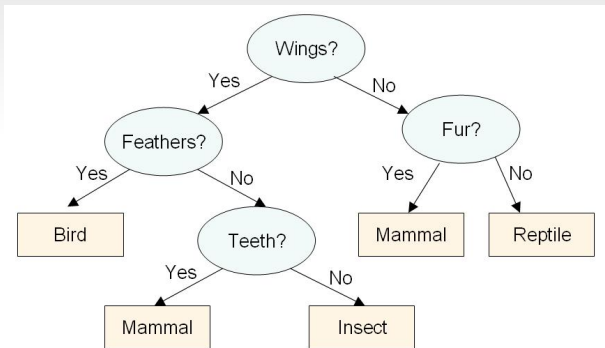 Wings?
Yes
No
Feathers?
Fur?
Yes
No
Yes
No
Bird
Teeth?
Mammal
Reptile
Yes
No
Mammal
Insect